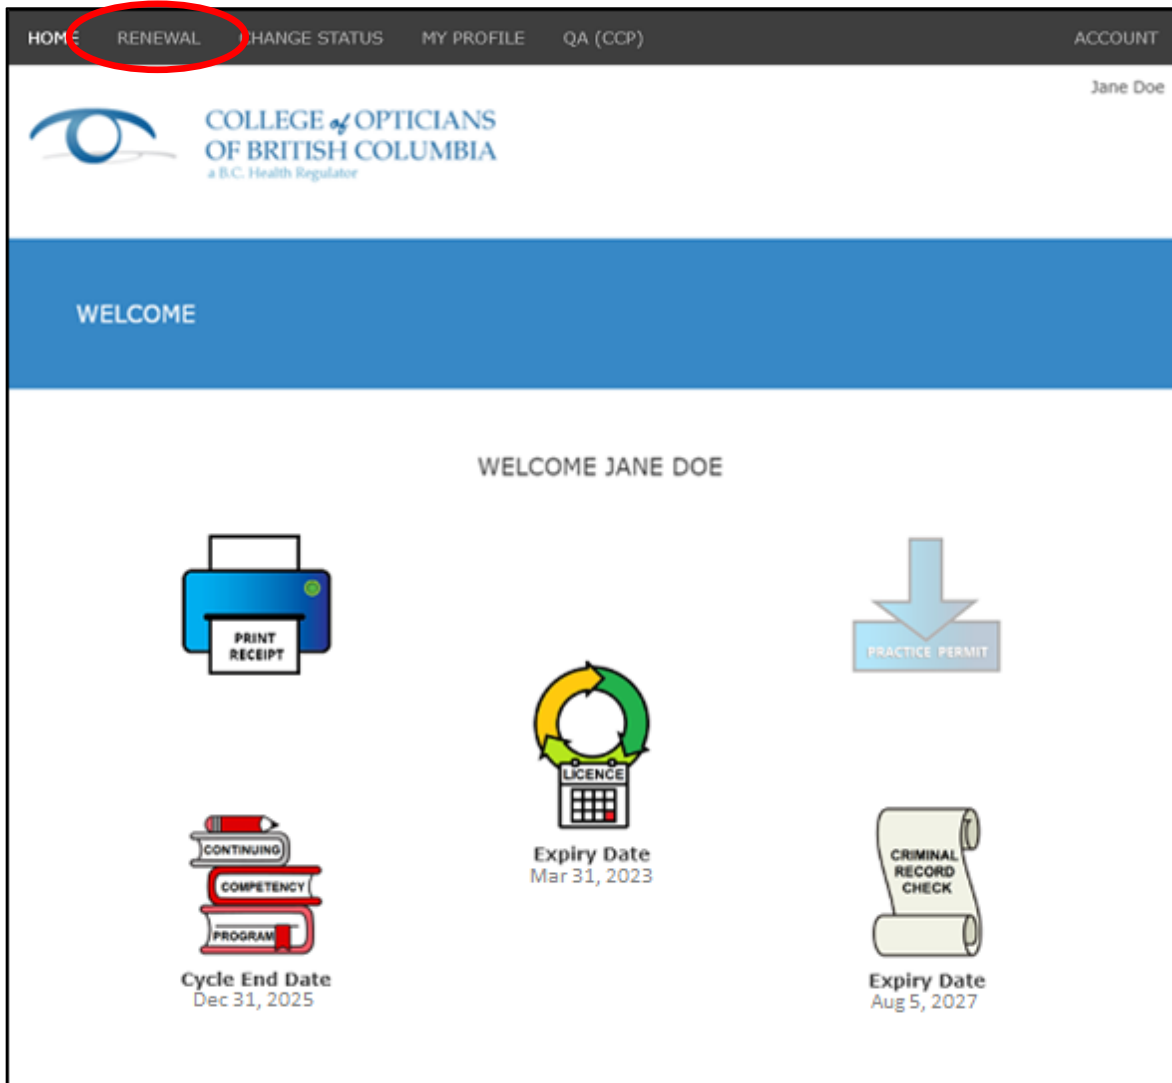 HOME RENEWAL CHANGE STATUS MY PROFILE QA (CCP) ACCOUNT
Jane Doe
COLLEGE of OPTICIANS
OF BRITISH COLUMBIA
a B.C. Health Regulator
WELCOME
WELCOME JANE DOE
PRINT
RECEIPT
PRACTICE PERMIT
LICENCE
Expiry Date
Mar 31, 2023
CONTINUING
COMPETENCY
PROGRAM
Cycle End Date
Dec 31, 2025
CRIMINAL
RECORD
CHECK
Expiry Date
Aug 5, 2027